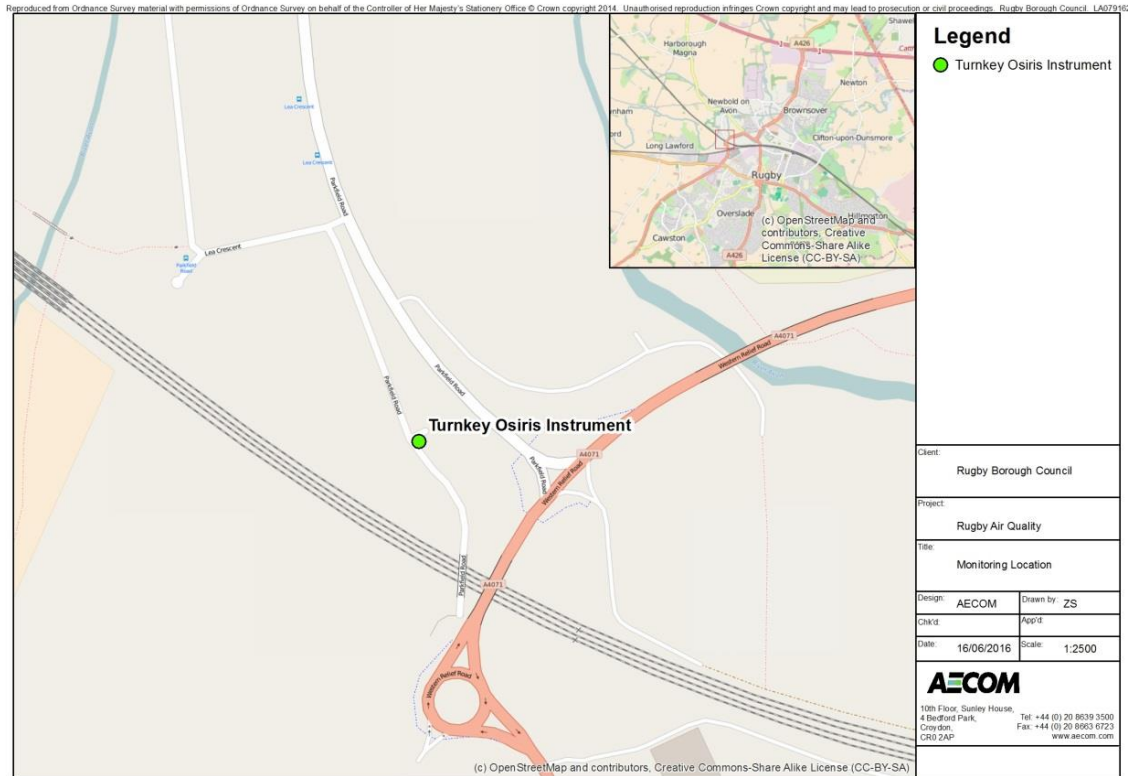 Reproduced from Ordnance Survey material with permissions of Ordnance Survey on behalf of the Controller of Her Majesty's Stationery Office © Crown copyright 2014. Unauthorised reproduction infringes Crown copyright and may lead to prosecution or civil proceedings. Rugby Borough Council. LA079162
Legend
Turnkey Osiris Instrument
Harborough
Magna
A426
Shawel
Newton
Newbold on
Avon
Brownsover
Clifton-upon-Dunsmore
Long Lawford
Rugby
Overslade
Hillmorton
Cawston
A426
(c) OpenStreetMap and
contributors, Creative
Commons-Share Alike
License (CC-BY-SA)
Lea Crescent
Lea Crescent
Parkfield Road
Lea Crescent
Parkfield
Road
A4071
Western Relief Road
Parkfield Road
Parkfield Road
Turnkey Osiris Instrument
A4071
Parkfield Road
Western Relief Road
Parkfield Road
A4071
Western Relief Road
(c) OpenStreetMap and contributors, Creative Commons-Share Alike License (CC-BY-SA)
Client:
Rugby Borough Council
Project:
Rugby Air Quality
Title:
Monitoring Location
Design: AECOM Drawn by: ZS
Chk'd: App'd:
Date: 16/06/2016 Scale: 1:2500
AECOM
10th Floor, Sunley House,
4 Bedford Park,
Croydon,
CR0 2AP
Tel: +44 (0) 20 8639 3500
Fax: +44 (0) 20 8663 6723
www.aecom.com